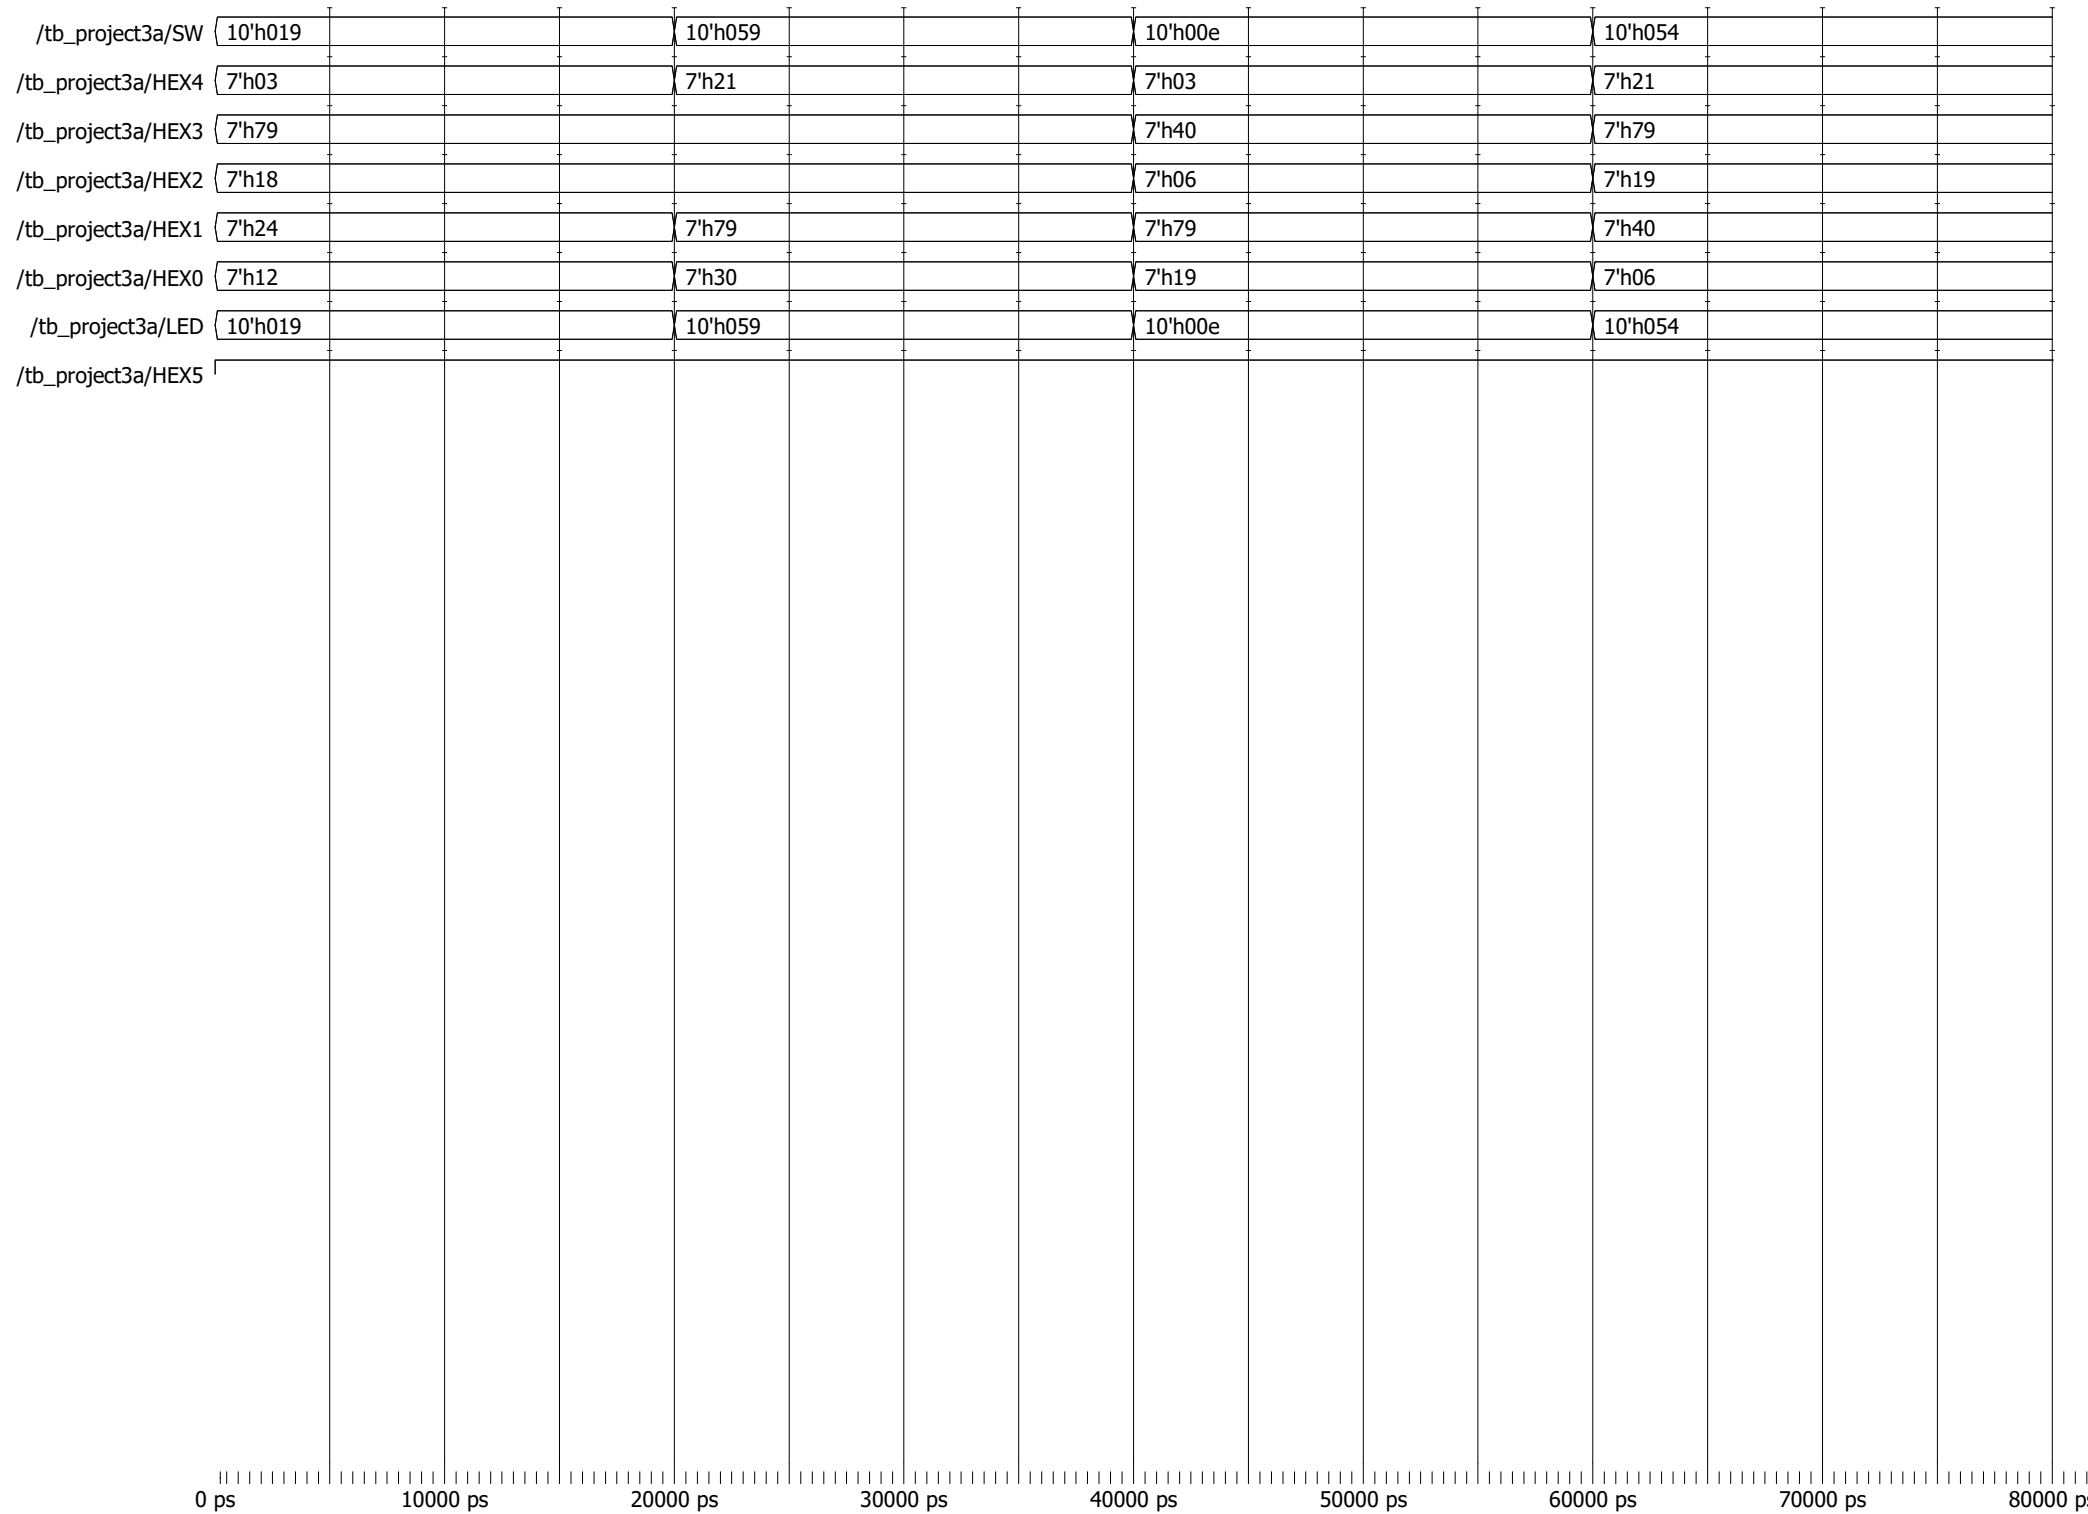 /tb_project3a/SW 10'h019 10'h059 10'h00e 10'h054
/tb_project3a/HEX4 7'h03 7'h21 7'h03 7'h21
/tb_project3a/HEX3 7'h79 7'h40 7'h79
/tb_project3a/HEX2 7'h18 7'h06 7'h19
/tb_project3a/HEX1 7'h24 7'h79 7'h79 7'h40
/tb_project3a/HEX0 7'h12 7'h30 7'h19 7'h06
/tb_project3a/LED 10'h019 10'h059 10'h00e 10'h054
/tb_project3a/HEX5
0 ps 10000 ps 20000 ps 30000 ps 40000 ps 50000 ps 60000 ps 70000 ps 80000 ps